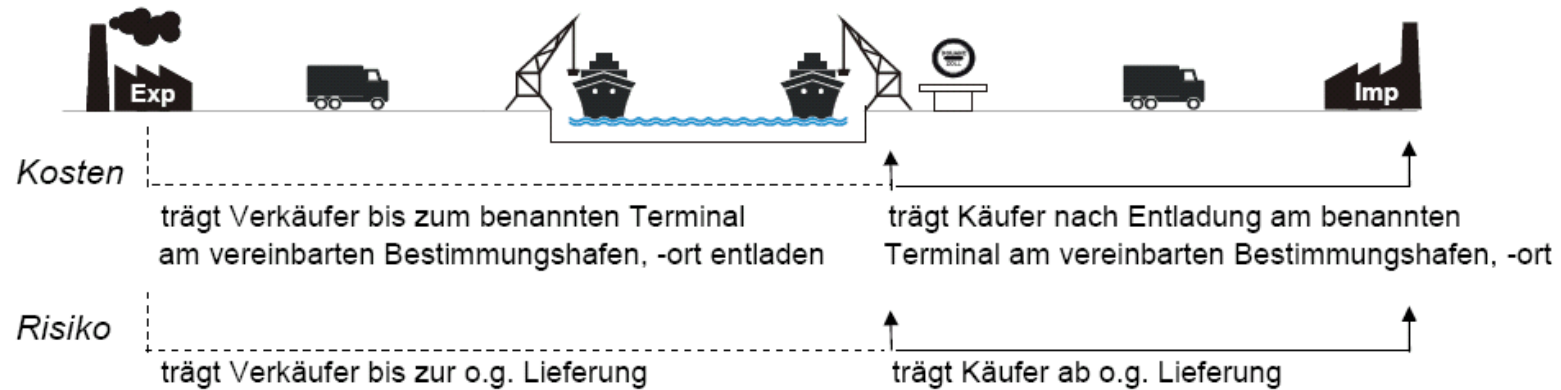 Exp
Imp
Kosten
trägt Verkäufer bis zum benannten Terminal
am vereinbarten Bestimmungshafen, -ort entladen
trägt Käufer nach Entladung am benannten
Terminal am vereinbarten Bestimmungshafen, -ort
Risiko
trägt Verkäufer bis zur o.g. Lieferung
trägt Käufer ab o.g. Lieferung